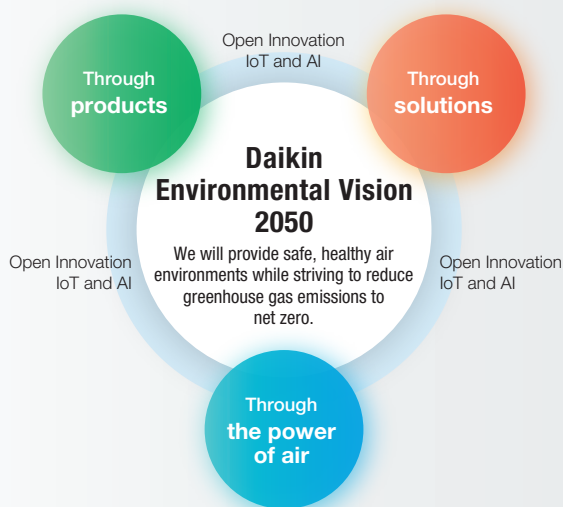 Open Innovation
IoT and AI
Through
products
Through
solutions
Daikin
Environmental Vision
2050
We will provide safe, healthy air
environments while striving to reduce
greenhouse gas emissions to
net zero.
Open Innovation
IoT and AI
Open Innovation
IoT and AI
Through
the power
of air